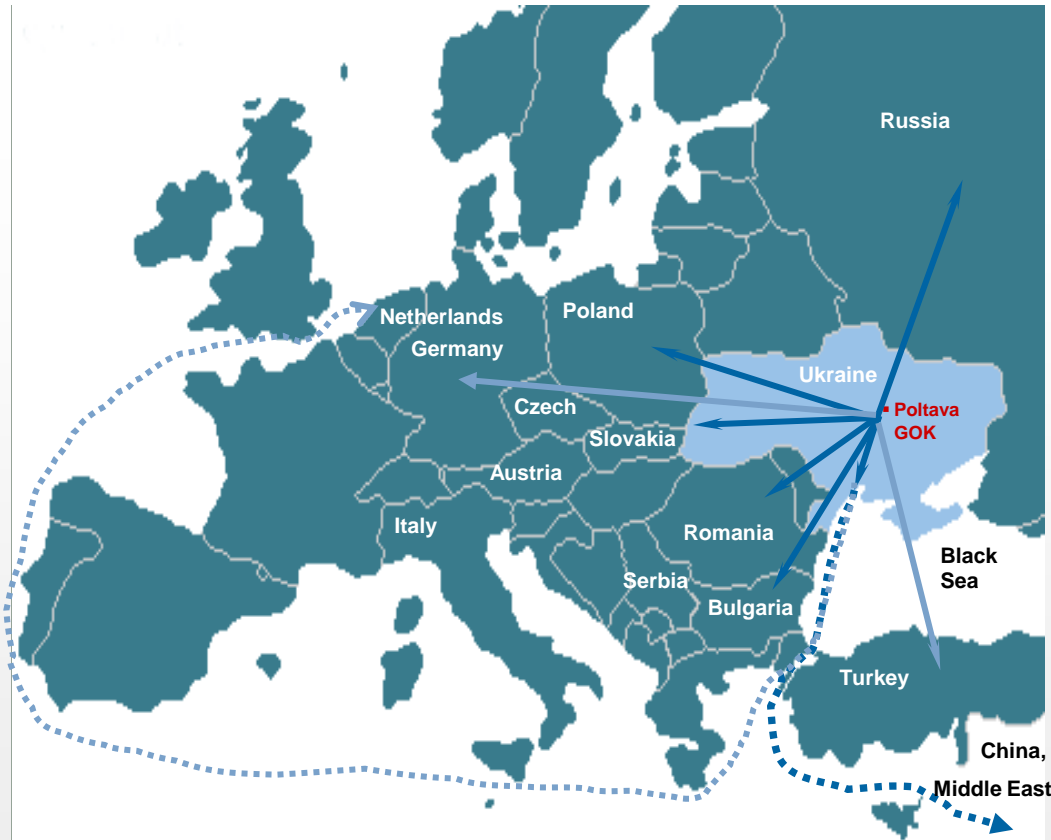 Russia
Netherlands
Poland
Germany
Ukraine
Czech
Poltava
GOK
Slovakia
Austria
Italy
Romania
Black
Sea
Serbia
Bulgaria
Turkey
China,
Middle East